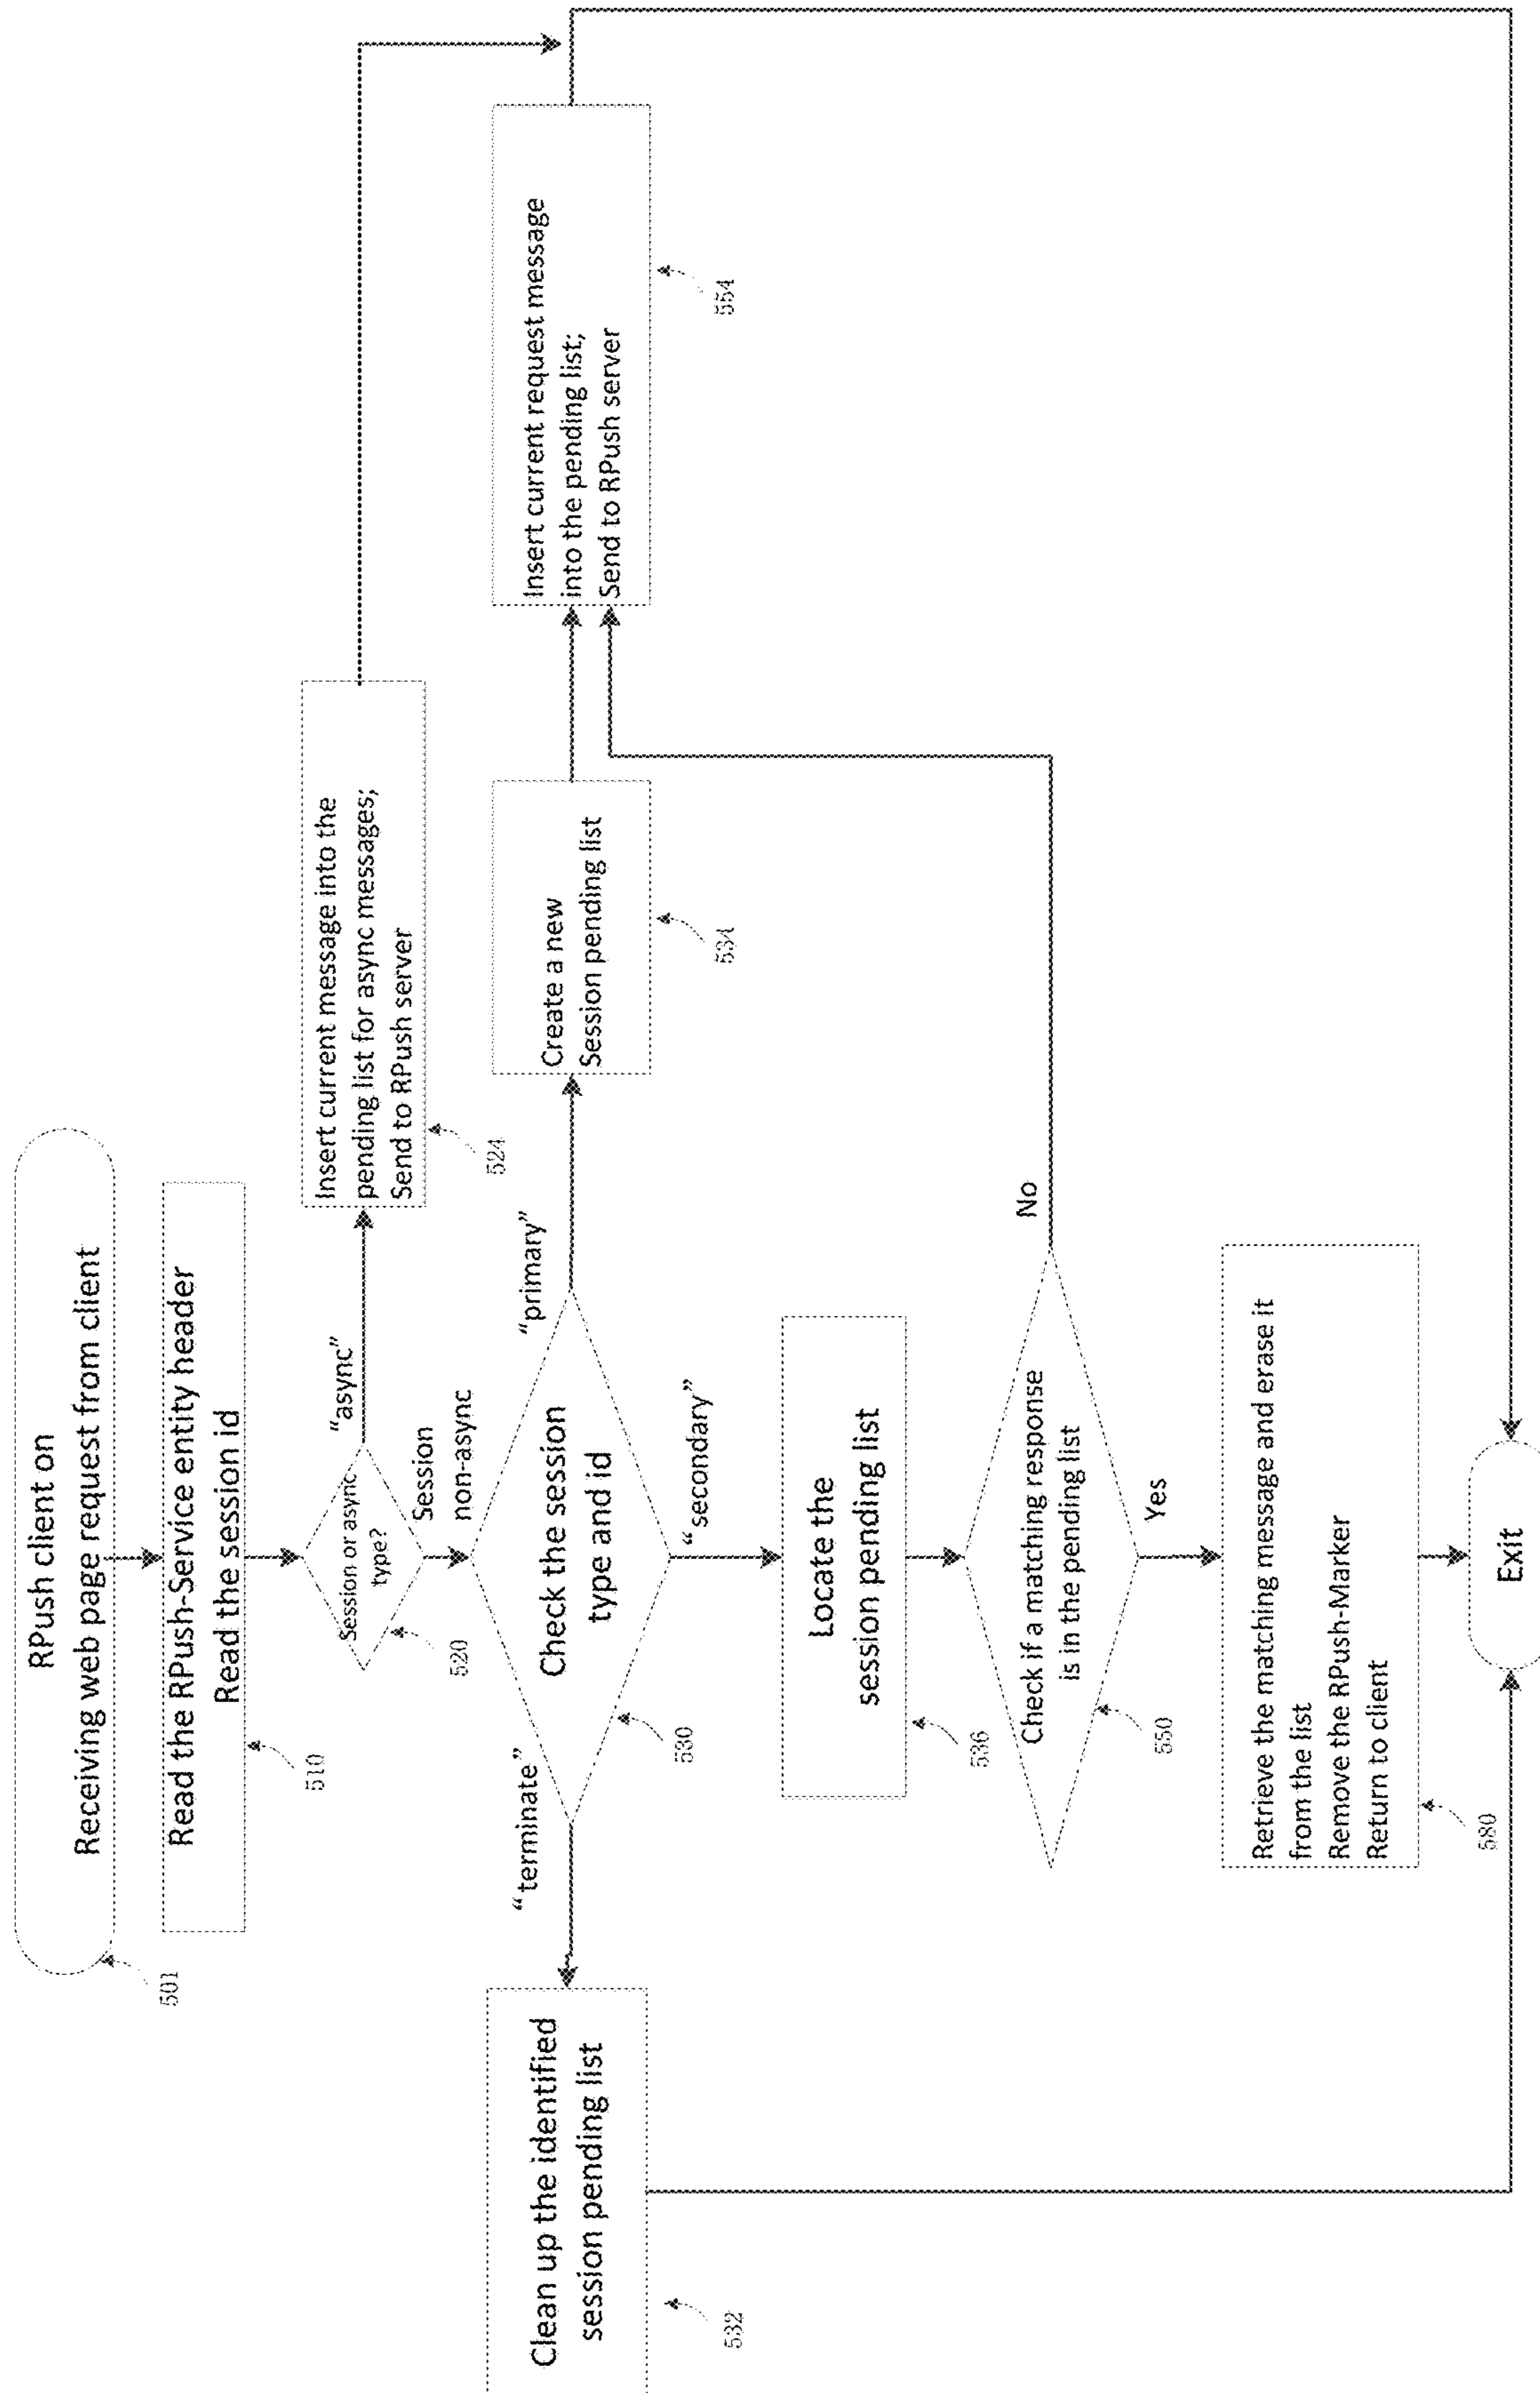 RPush client on
Receiving web page request from client
501
Read the RPush-Service entity header
Read the session id
510
Session or async
type?
520
"async"
Insert current message into the
pending list for async messages;
Send to RPush server
524
Session
non-async
Check the session
type and id
530
"terminate"
Clean up the identified
session pending list
532
"primary"
Create a new
Session pending list
534
Insert current request message
into the pending list;
Send to RPush server
554
"secondary"
Locate the
session pending list
536
Check if a matching response
is in the pending list
550
No
Yes
Retrieve the matching message and erase it
from the list
Remove the RPush-Marker
Return to client
580
Exit